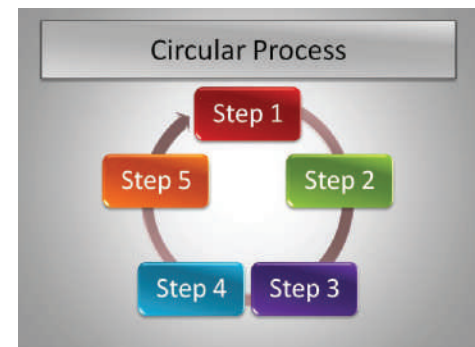 Circular Process
Step 1
Step 2
Step 3
Step 4
Step 5